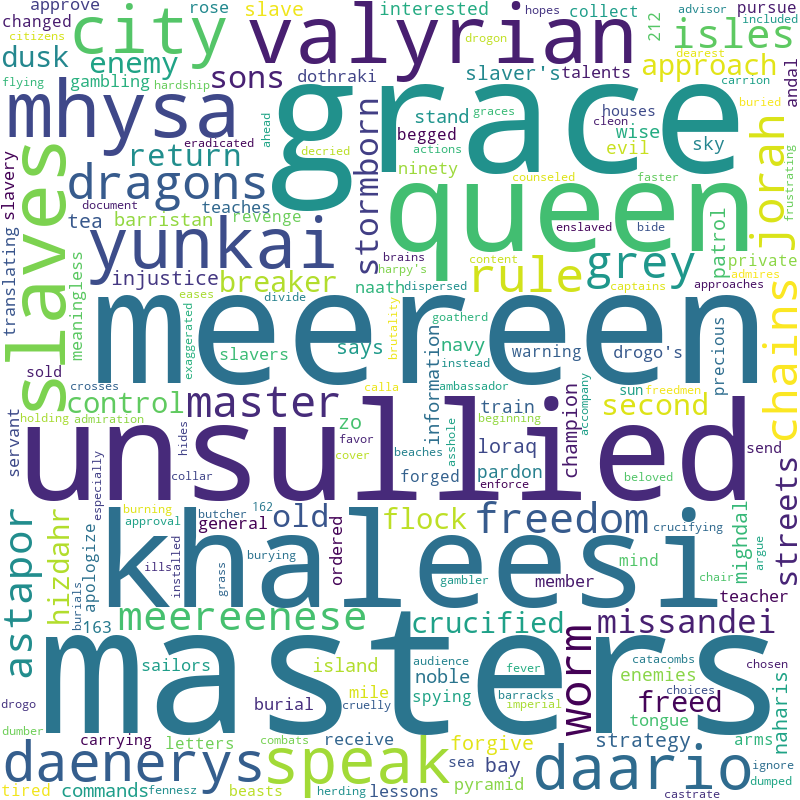 approve
rose
interested
collect
212
advisor
pursue
changed
slave
hopes
included
citizens
city
valyrian
isles
drogon
dearest
dusk
enemy
gambling
sons
dothraki
slaver's
talents
approach
carrion
flying
hardship
buried
andal
mhysa
grace
graces
houses
cleon
eradicated
ahead
decried
stormborn
stand
begged
wise
sky
evil
actions
return
slavery
slaves
dragons
queen
ninety
counseled
faster
jorah
frustrating
document
teaches
tea
barristan
revenge
enslaved
bide
translating
meaningless
yunkai
content
brains
harpy's
patrol
private
injustice
breaker
rule
grey
admires
naath
dispersed
captains
approaches
eases
divide
meereen
exaggerated
brutality
goatherd
chains
crosses
slavers
says
information
navy
warning
drogo's
precious
instead
sold
calla
ambassador
sun
freedmen
control
master
train
second
holding
admiration
zo
beginning
accompany
champion
servant
unsullied
hides
favor
cover
beaches
asshole
loraq
forged
pardon
beloved
send
especially
collar
enforce
streets
astapor
hizdahr
burning
butcher
162
old
flock
freedom
approval
general
crucifying
mighdal
apologize
installed
khaleesi
burying
ordered
mind
argue
ills
grass
gambler
member
chair
burials
163
meereenese
crucified
worm
missandei
teacher
masters
audience
fever
catacombs
chosen
sailors
island
noble
enemies
naharis
mile
spying
barracks
choices
freed
drogo
burial
cruelly
imperial
tongue
dumber
carrying
letters
combats
receive
forgive
strategy
arms
daenerys
speak
sea
bay
daario
ignore
tired
commands
fennesz
beasts
herding
lessons
pyramid
castrate
dumped